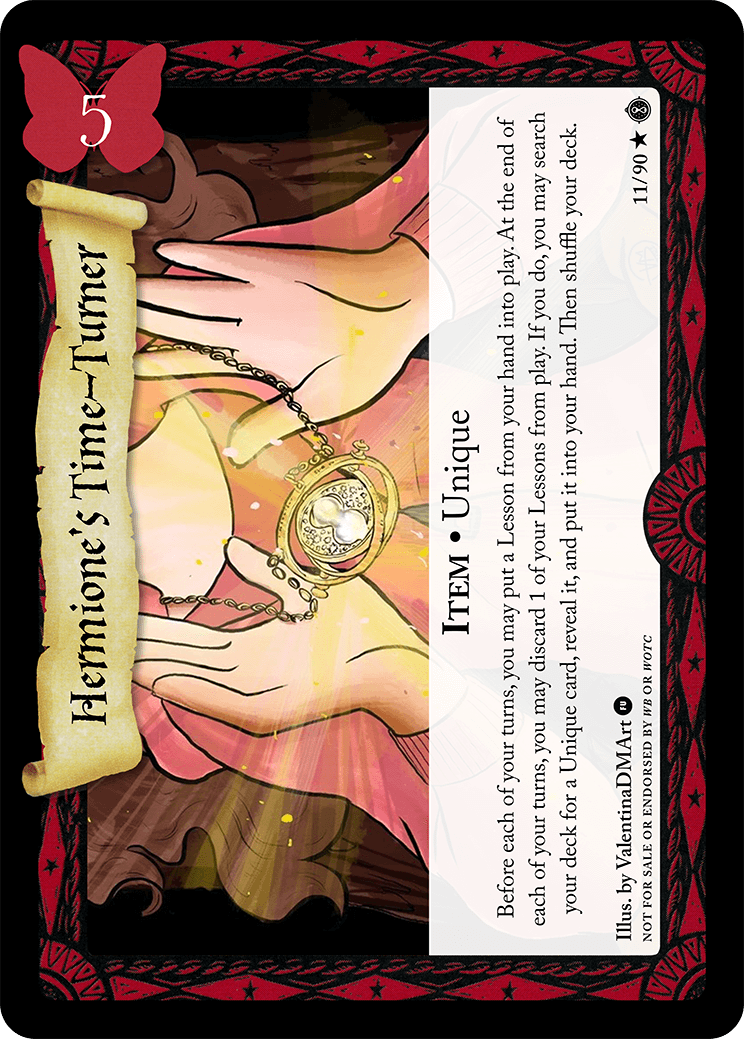 5
Hermione's Time-Turner
ITEM • Unique
Before each of your turns, you may put a Lesson from your hand into play. At the end of
each of your turns, you may discard 1 of your Lessons from play. If you do, you may search
your deck for a Unique card, reveal it, and put it into your hand. Then shuffle your deck.
Illus. by ValentinaDMArt FU
11/90 ★
NOT FOR SALE OR ENDORSED BY WB OR WOTC